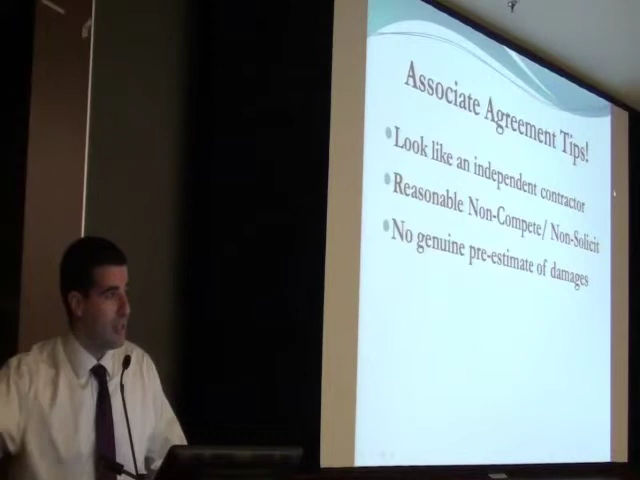 Associate Agreement Tips!
Look like an independent contractor
Reasonable Non-Compete/ Non-Solicit
No genuine pre-estimate of damages